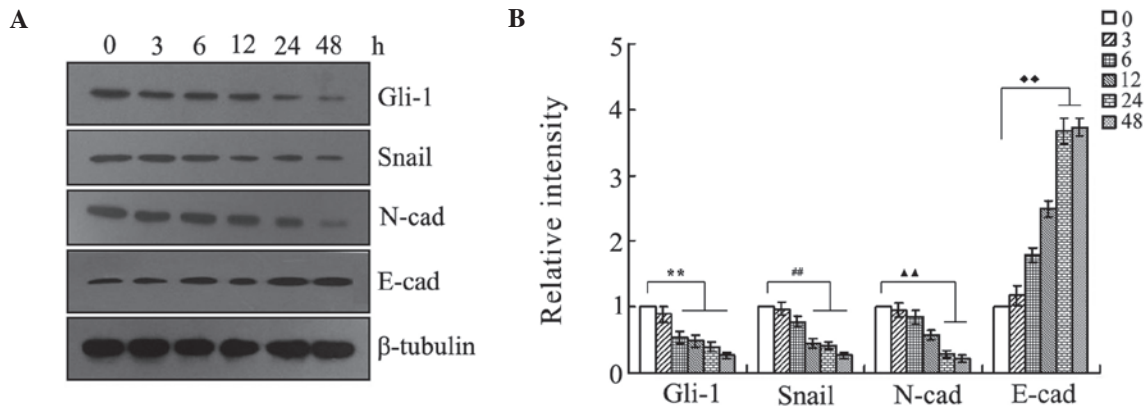 A
0 3 6 12 24 48 h
Gli-1
Snail
N-cad
E-cad
β-tubulin
B
Relative intensity
5
4
3
2
1
0
**
##
▲▲
◆◆
Gli-1 Snail N-cad E-cad
0
3
6
12
24
48